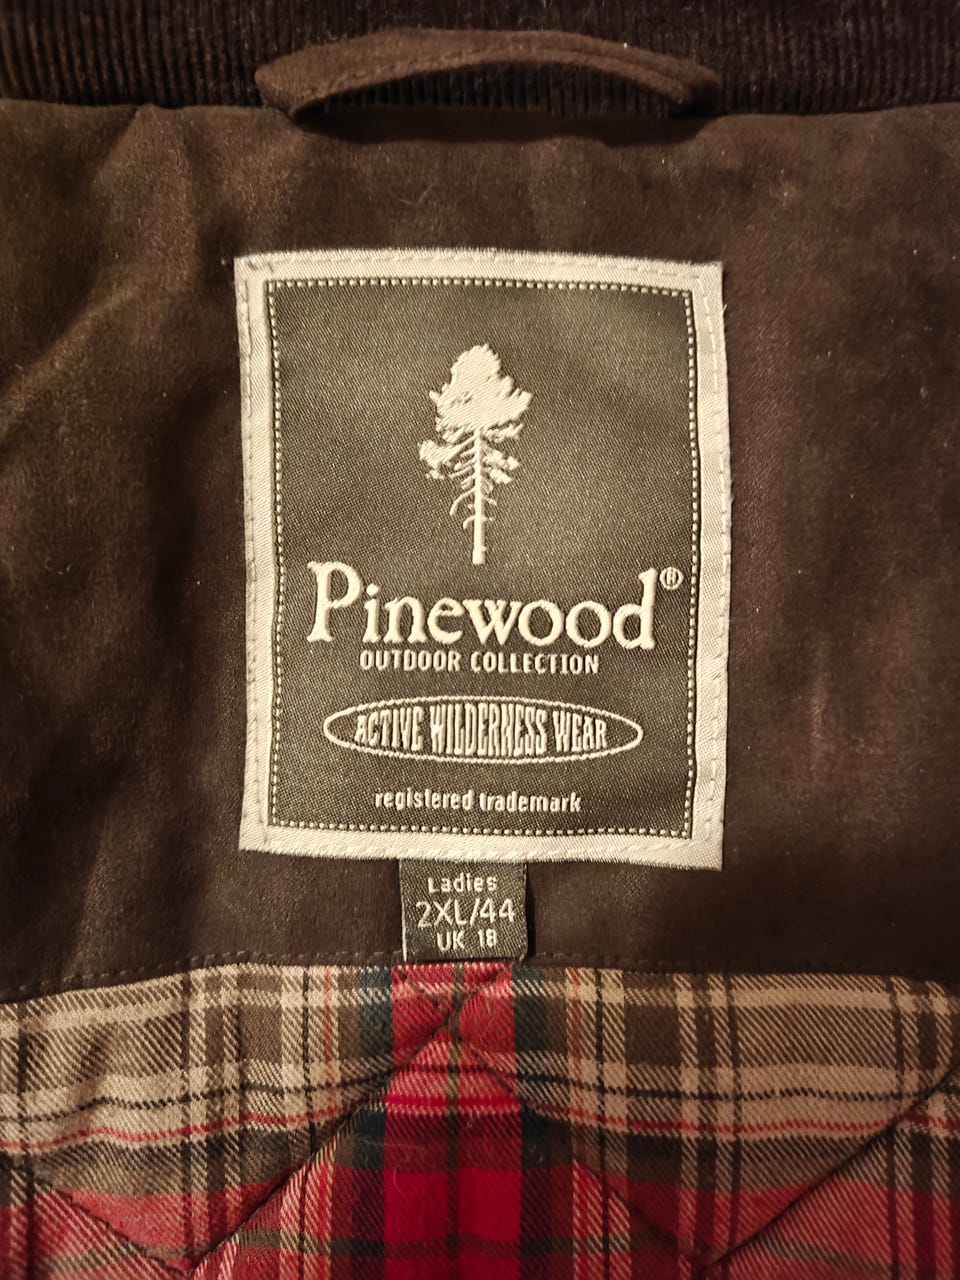 Pinewood®
OUTDOOR COLLECTION
ACTIVE WILDERNESS WEAR
registered trademark
Ladies
2XL/44
UK 18